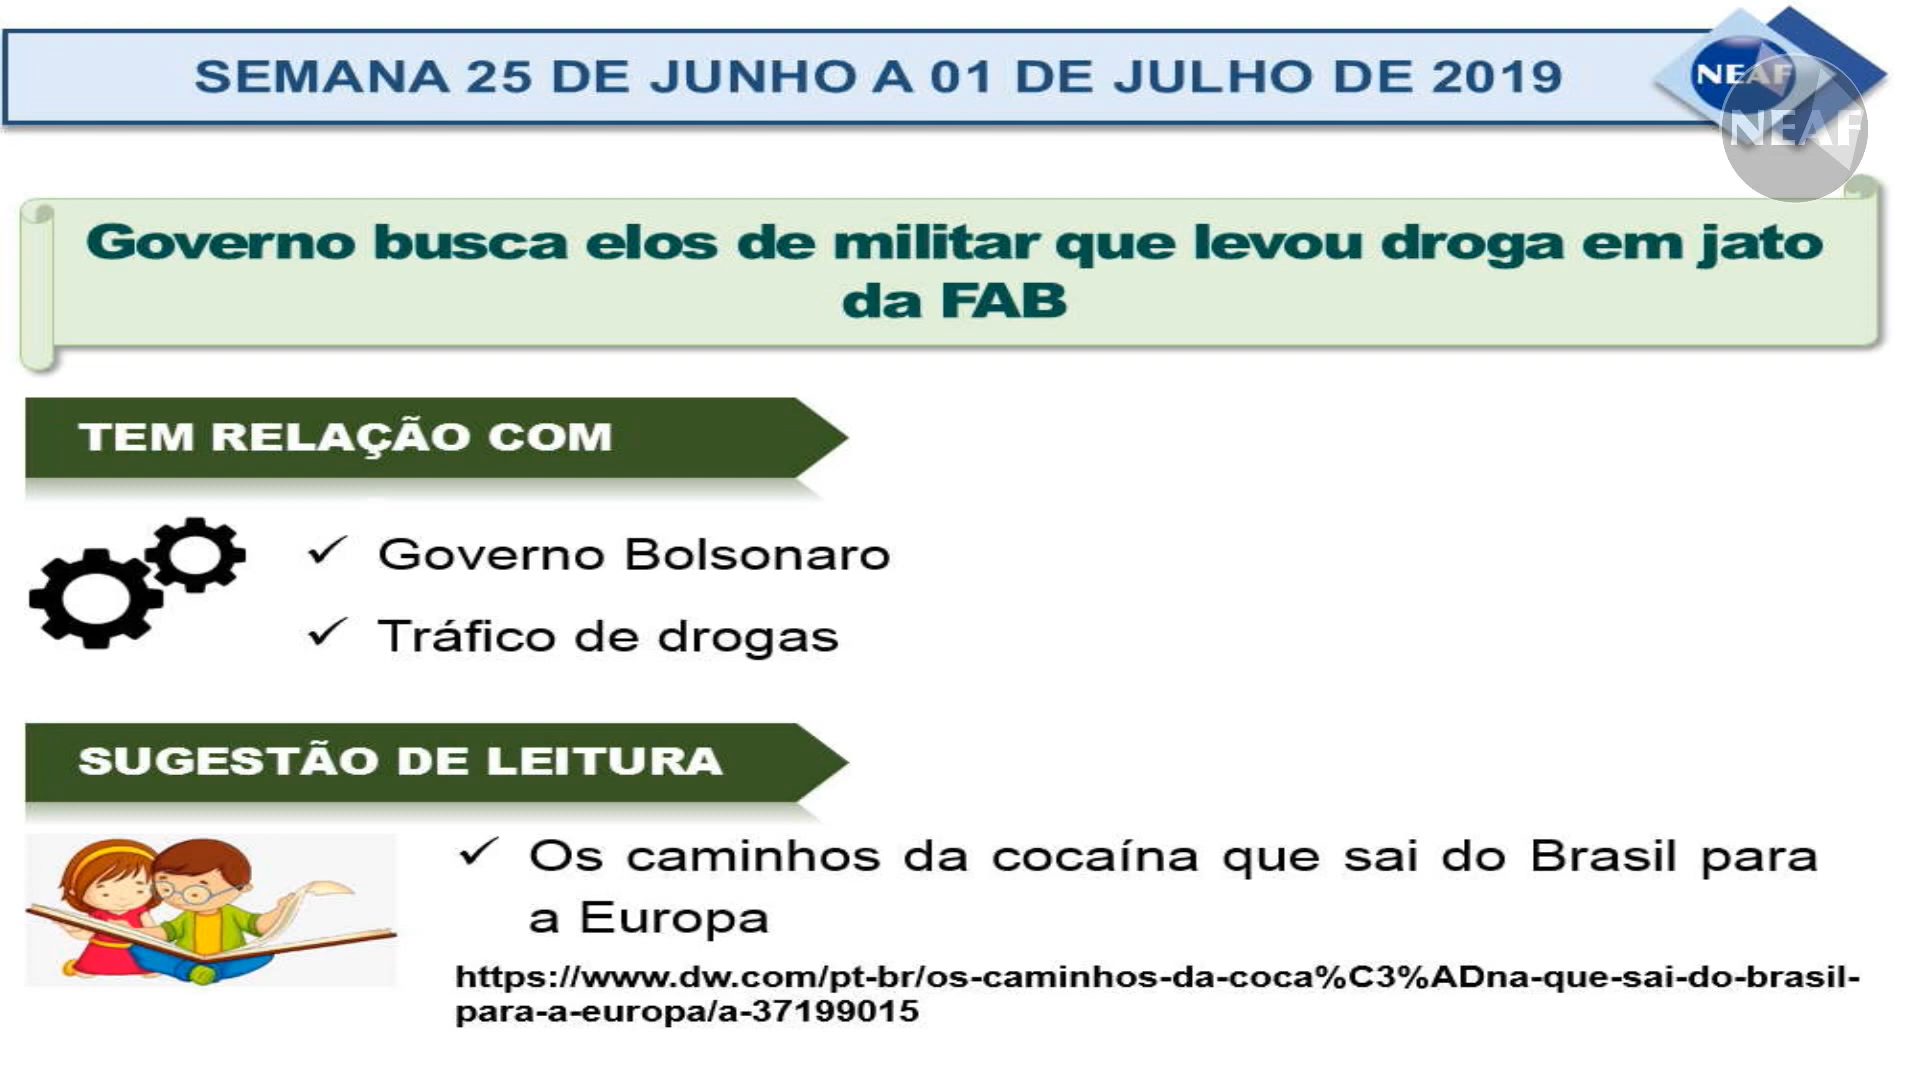 SEMANA 25 DE JUNHO A 01 DE JULHO DE 2019
NEAF
NEAF
Governo busca elos de militar que levou droga em jato
da FAB
TEM RELAÇÃO COM
✓ Governo Bolsonaro
✓ Tráfico de drogas
SUGESTÃO DE LEITURA
✓ Os caminhos da cocaína que sai do Brasil para
a Europa
https://www.dw.com/pt-br/os-caminhos-da-coca%C3%ADna-que-sai-do-brasil-
para-a-europa/a-37199015